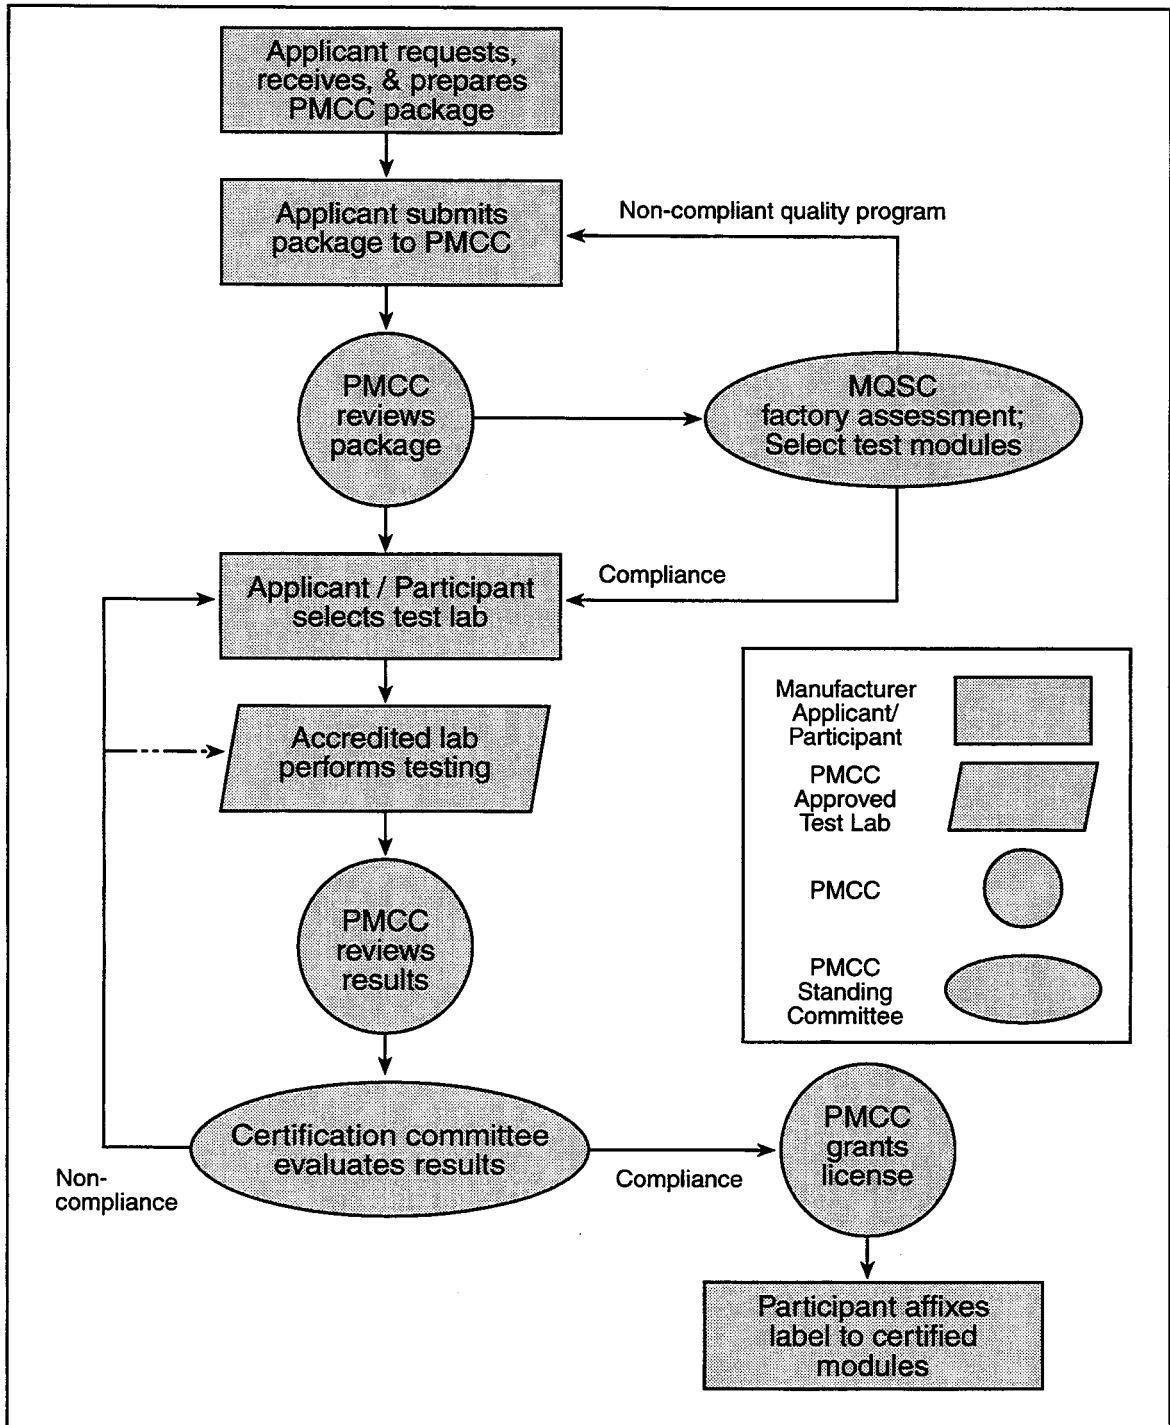 Applicant requests,
receives, & prepares
PMCC package
Applicant submits
package to PMCC
Non-compliant quality program
PMCC
reviews
package
MQSC
factory assessment;
Select test modules
Applicant / Participant
selects test lab
Compliance
Accredited lab
performs testing
Manufacturer
Applicant/
Participant
PMCC
Approved
Test Lab
PMCC
PMCC
Standing
Committee
PMCC
reviews
results
Certification committee
evaluates results
Non-
compliance
Compliance
PMCC
grants
license
Participant affixes
label to certified
modules